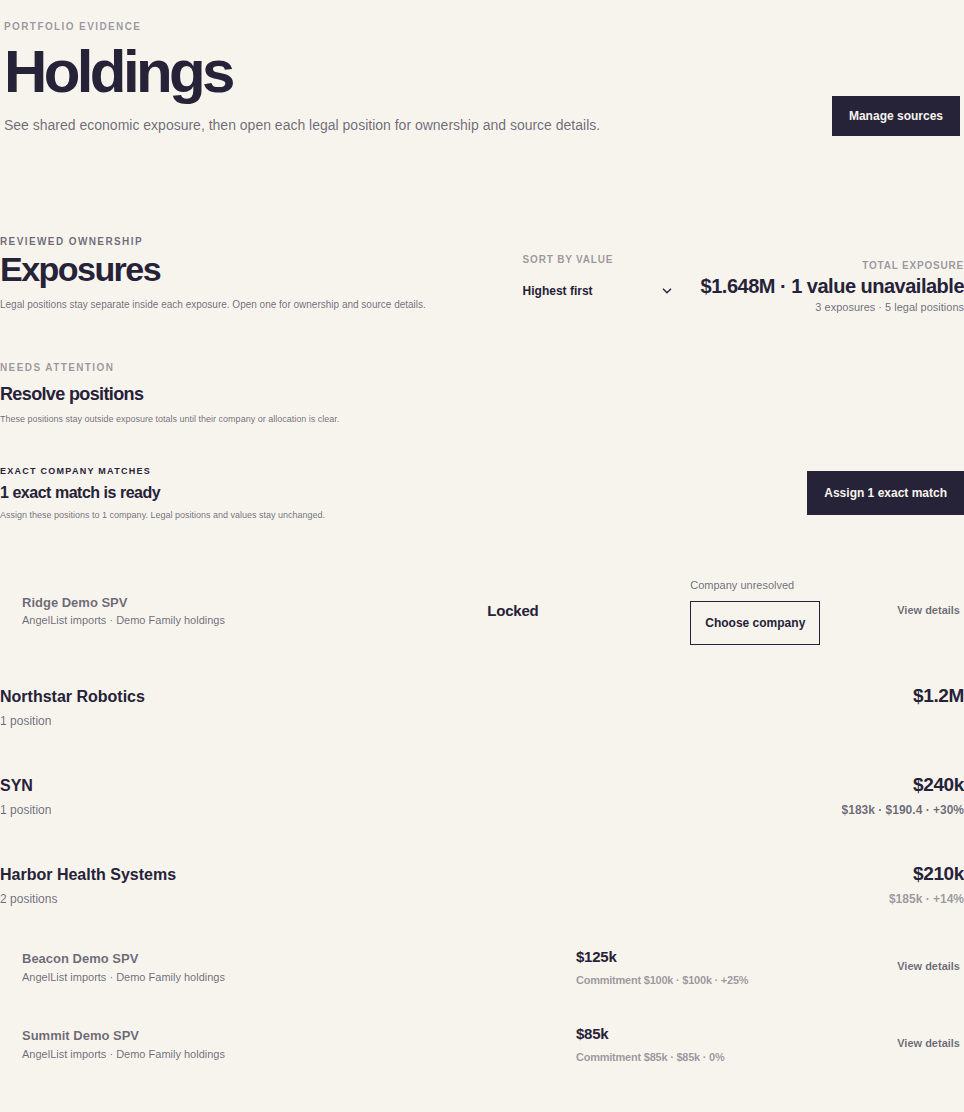 PORTFOLIO EVIDENCE
Holdings
See shared economic exposure, then open each legal position for ownership and source details.
Manage sources
REVIEWED OWNERSHIP
Exposures
Legal positions stay separate inside each exposure. Open one for ownership and source details.
SORT BY VALUE
Highest first
TOTAL EXPOSURE
$1.648M · 1 value unavailable
3 exposures · 5 legal positions
NEEDS ATTENTION
Resolve positions
These positions stay outside exposure totals until their company or allocation is clear.
EXACT COMPANY MATCHES
1 exact match is ready
Assign these positions to 1 company. Legal positions and values stay unchanged.
Assign 1 exact match
Ridge Demo SPV
AngelList imports · Demo Family holdings
Locked
Company unresolved
Choose company
View details
Northstar Robotics
1 position
$1.2M
SYN
1 position
$240k
$183k · $190.4 · +30%
Harbor Health Systems
2 positions
$210k
$185k · +14%
Beacon Demo SPV
AngelList imports · Demo Family holdings
$125k
Commitment $100k · $100k · +25%
View details
Summit Demo SPV
AngelList imports · Demo Family holdings
$85k
Commitment $85k · $85k · 0%
View details